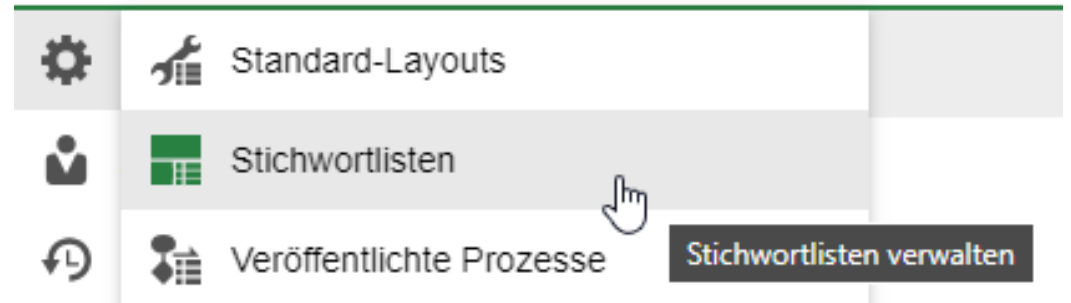 Standard-Layouts
Stichwortlisten
Veröffentlichte Prozesse
Stichwortlisten verwalten